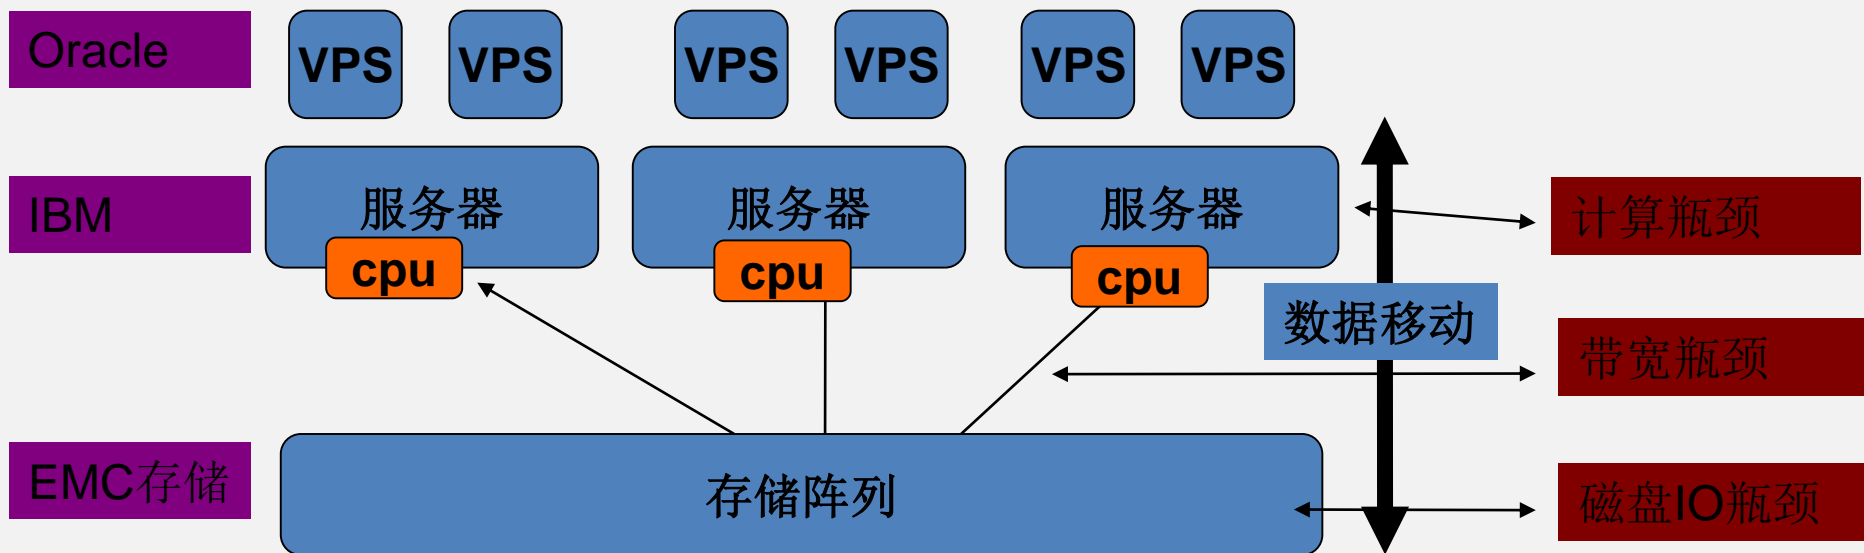 Oracle
VPS
VPS
VPS
VPS
VPS
VPS
IBM
服务器
服务器
服务器
计算瓶颈
cpu
cpu
cpu
数据移动
带宽瓶颈
EMC存储
存储阵列
磁盘IO瓶颈